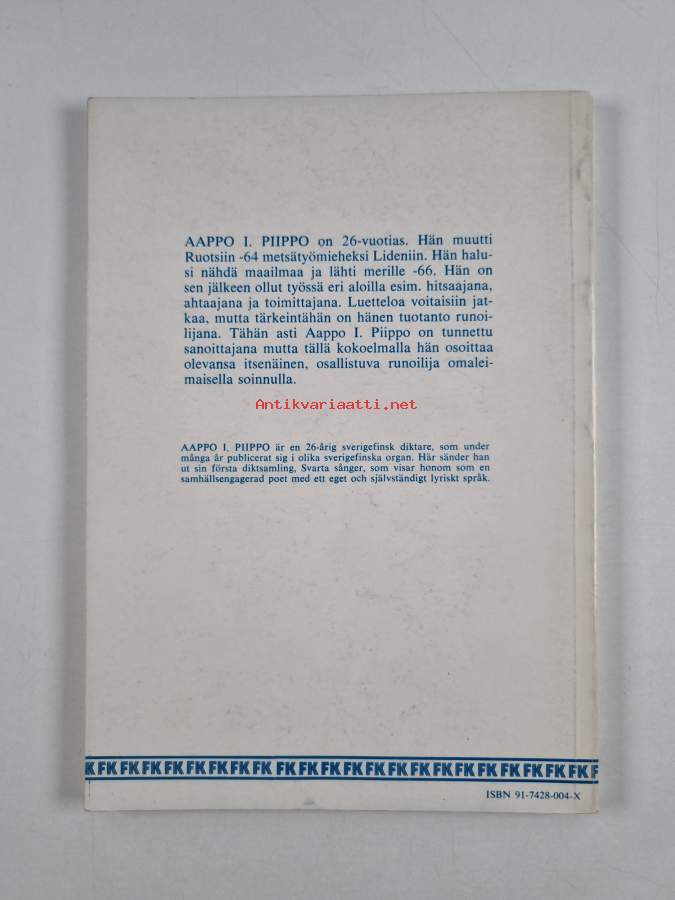 AAPPO I. PIIPPO on 26-vuotias. Hän muutti
Ruotsiin -64 metsätyömieheksi Lideniin. Hän halu-
si nähdä maailmaa ja lähti merille -66. Hän on
sen jälkeen ollut työssä eri aloilla esim. hitsaajana,
ahtaajana ja toimittajana. Luetteloa voitaisiin jat-
kaa, mutta tärkeintähän on hänen tuotanto runoi-
lijana. Tähän asti Aappo I. Piippo on tunnettu
sanoittajana mutta tällä kokoelmalla hän osoittaa
olevansa itsenäinen, osallistuva runoilija omalei-
maisella soinnulla.
Antikvariaatti.net
AAPPO I. PIIPPO är en 26-årig sverigefinsk diktare, som under
många år publicerat sig i olika sverigefinska organ. Här sänder han
ut sin första diktsamling, Svarta sånger, som visar honom som en
samhällsengagerad poet med ett eget och självständigt lyriskt språk.
K FK FK FK FK FK FK FK FK FK FK FK FK FK FK FK FK FK FK FK FK FK FK F
ISBN 91-7428-004-X